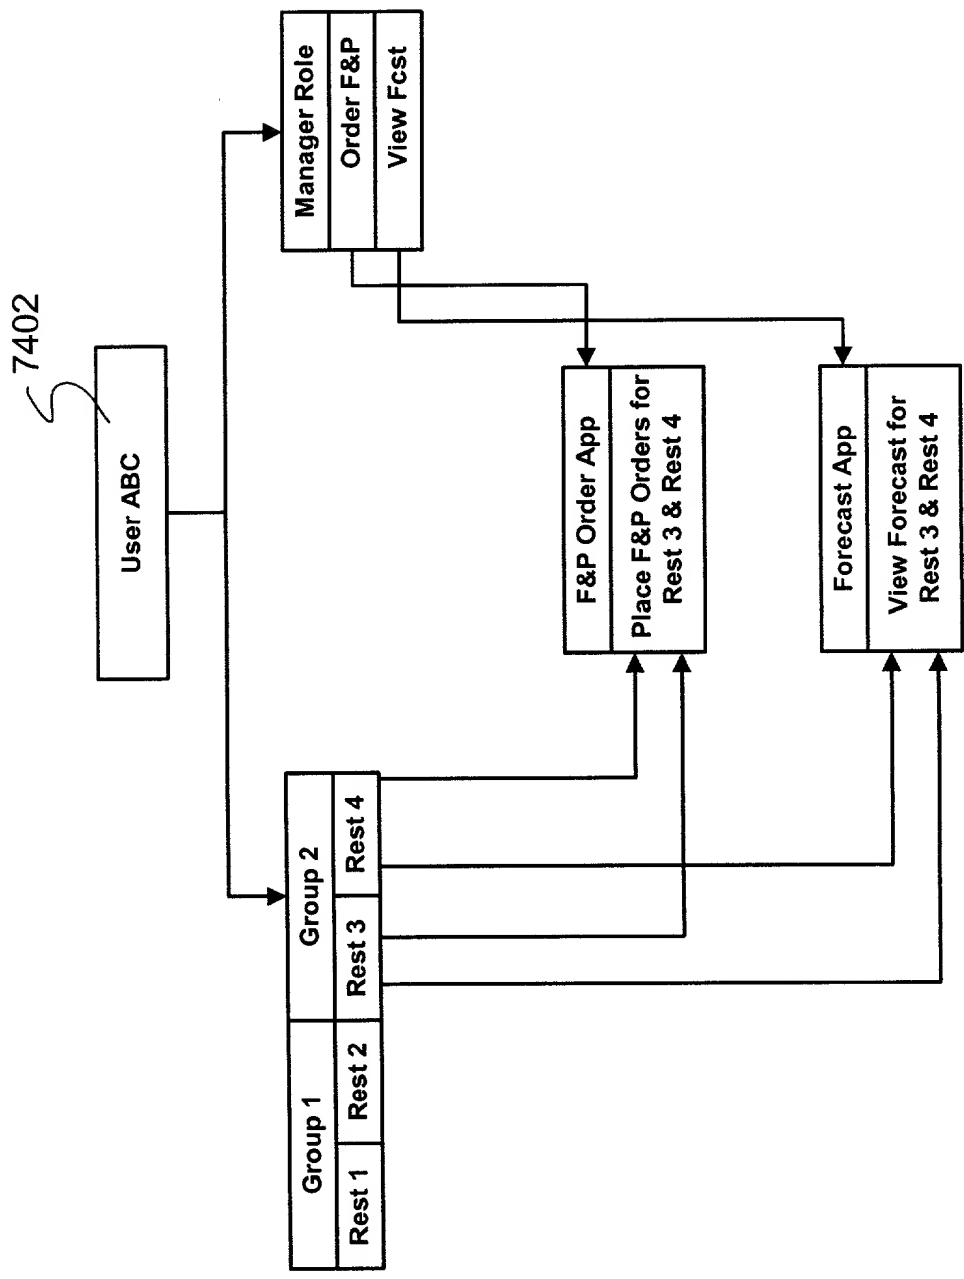 7402
User ABC
Group 1
Group 2
Rest 1
Rest 2
Rest 3
Rest 4
Manager Role
Order F&P
View Fcst
F&P Order App
Place F&P Orders for
Rest 3 & Rest 4
Forecast App
View Forecast for
Rest 3 & Rest 4